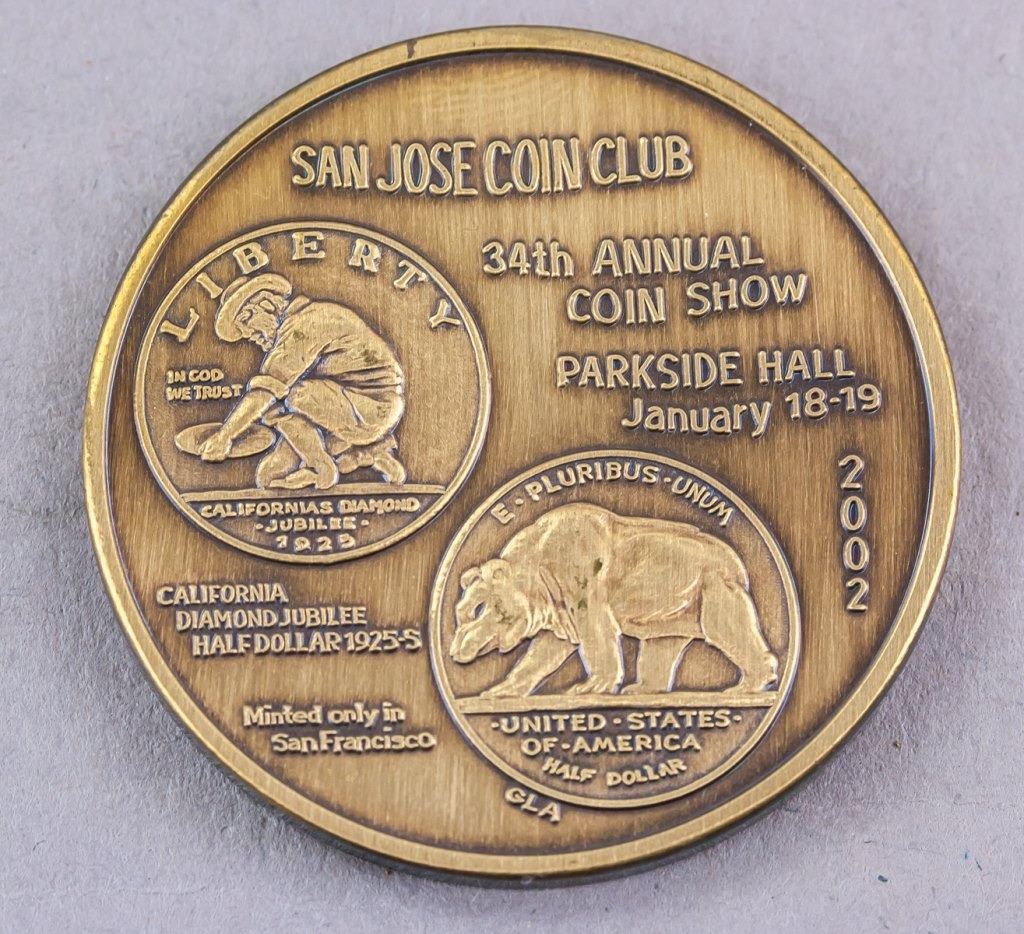 SAN JOSE COIN CLUB
34th ANNUAL
COIN SHOW
PARKSIDE HALL
January 18-19
2002
LIBERTY
IN GOD
WE TRUST
CALIFORNIAS DIAMOND
·JUBILEE·
1925
E·PLURIBUS·UNUM
·UNITED·STATES·
OF·AMERICA
HALF DOLLAR
CALIFORNIA
DIAMOND JUBILEE
HALF DOLLAR 1925-S
Minted only in
San Francisco
GLA